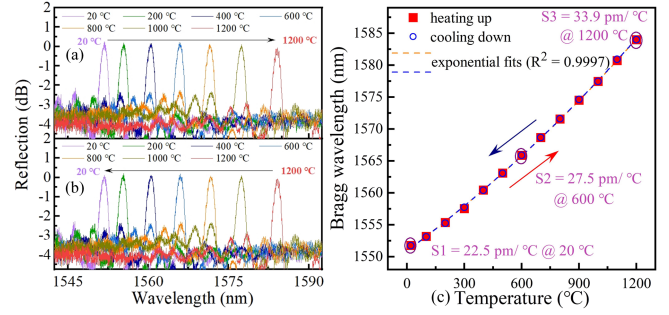 20 ℃ 200 ℃ 400 ℃ 600 ℃
800 ℃ 1000 ℃ 1200 ℃
20 ℃ 1200 ℃
(a)
0
-1
-2
-3
-4
2
20 ℃ 200 ℃ 400 ℃ 600 ℃
800 ℃ 1000 ℃ 1200 ℃
20 ℃ 1200 ℃
(b)
0
-1
-2
-3
-4
Reflection (dB)
1545 1560 1575 1590
Wavelength (nm)
heating up
cooling down
exponential fits (R² = 0.9997)
S3 = 33.9 pm/ ℃
@ 1200 ℃
S2 = 27.5 pm/ ℃
@ 600 ℃
S1 = 22.5 pm/ ℃ @ 20 ℃
Bragg wavelength (nm)
1590
1585
1580
1575
1570
1565
1560
1555
1550
0 300 600 900 1200
(c) Temperature (℃)